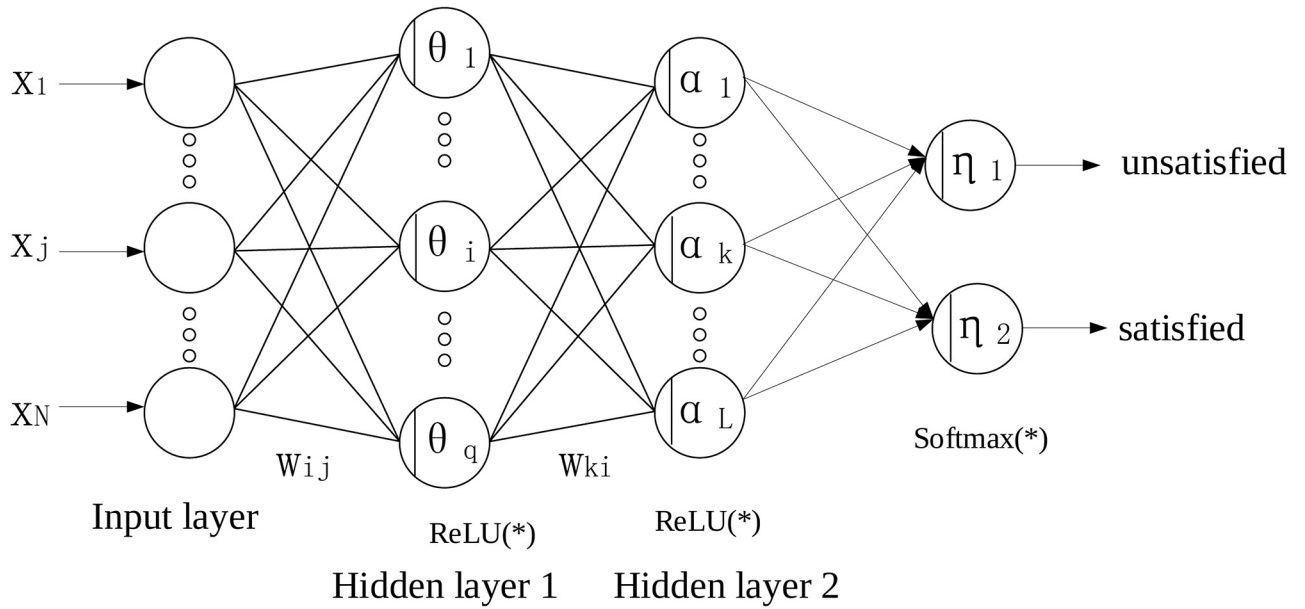 X1
Xj
XN
θ 1
θ i
θ q
α 1
α k
α L
η 1
η 2
unsatisfied
satisfied
Wij
Wki
Softmax(*)
Input layer
ReLU(*)
ReLU(*)
Hidden layer 1
Hidden layer 2